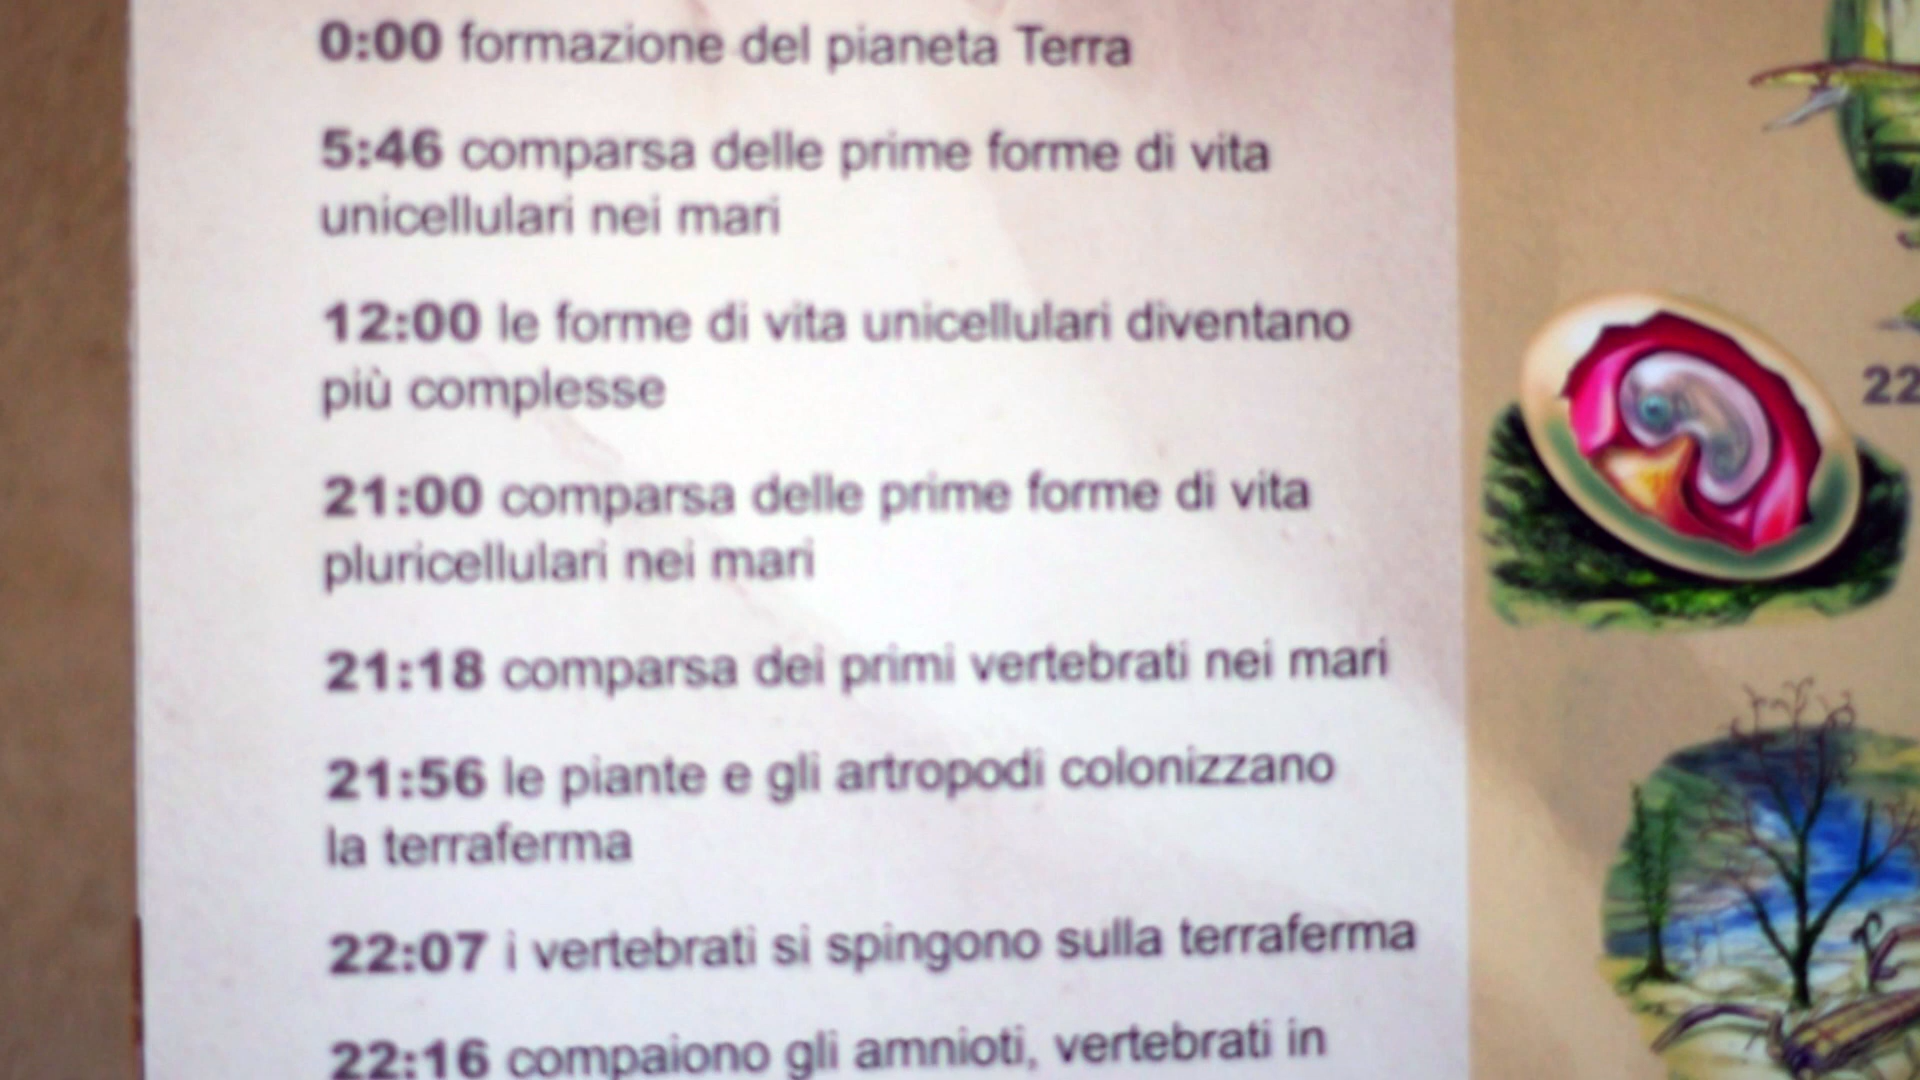 0:00 formazione del pianeta Terra
5:46 comparsa delle prime forme di vita
unicellulari nei mari
12:00 le forme di vita unicellulari diventano
più complesse
21:00 comparsa delle prime forme di vita
pluricellulari nei mari
21:18 comparsa dei primi vertebrati nei mari
21:56 le piante e gli artropodi colonizzano
la terraferma
22:07 i vertebrati si spingono sulla terraferma
22:16 compaiono gli amnioti, vertebrati in
22